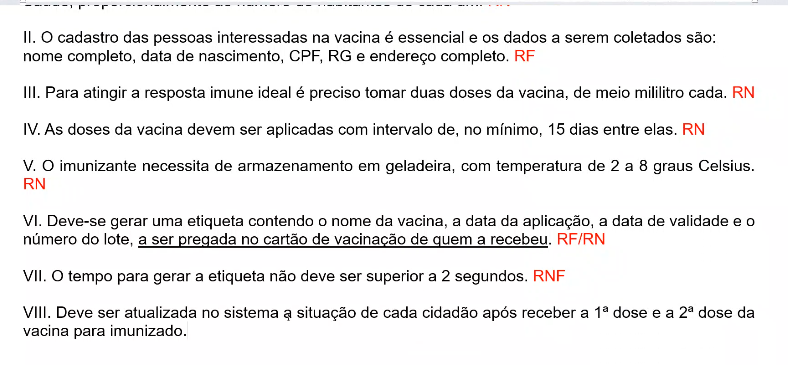 II. O cadastro das pessoas interessadas na vacina é essencial e os dados a serem coletados são:
nome completo, data de nascimento, CPF, RG e endereço completo. RF
III. Para atingir a resposta imune ideal é preciso tomar duas doses da vacina, de meio mililitro cada. RN
IV. As doses da vacina devem ser aplicadas com intervalo de, no mínimo, 15 dias entre elas. RN
V. O imunizante necessita de armazenamento em geladeira, com temperatura de 2 a 8 graus Celsius.
RN
VI. Deve-se gerar uma etiqueta contendo o nome da vacina, a data da aplicação, a data de validade e o
número do lote, a ser pregada no cartão de vacinação de quem a recebeu. RF/RN
VII. O tempo para gerar a etiqueta não deve ser superior a 2 segundos. RNF
VIII. Deve ser atualizada no sistema a situação de cada cidadão após receber a 1ª dose e a 2ª dose da
vacina para imunizado.